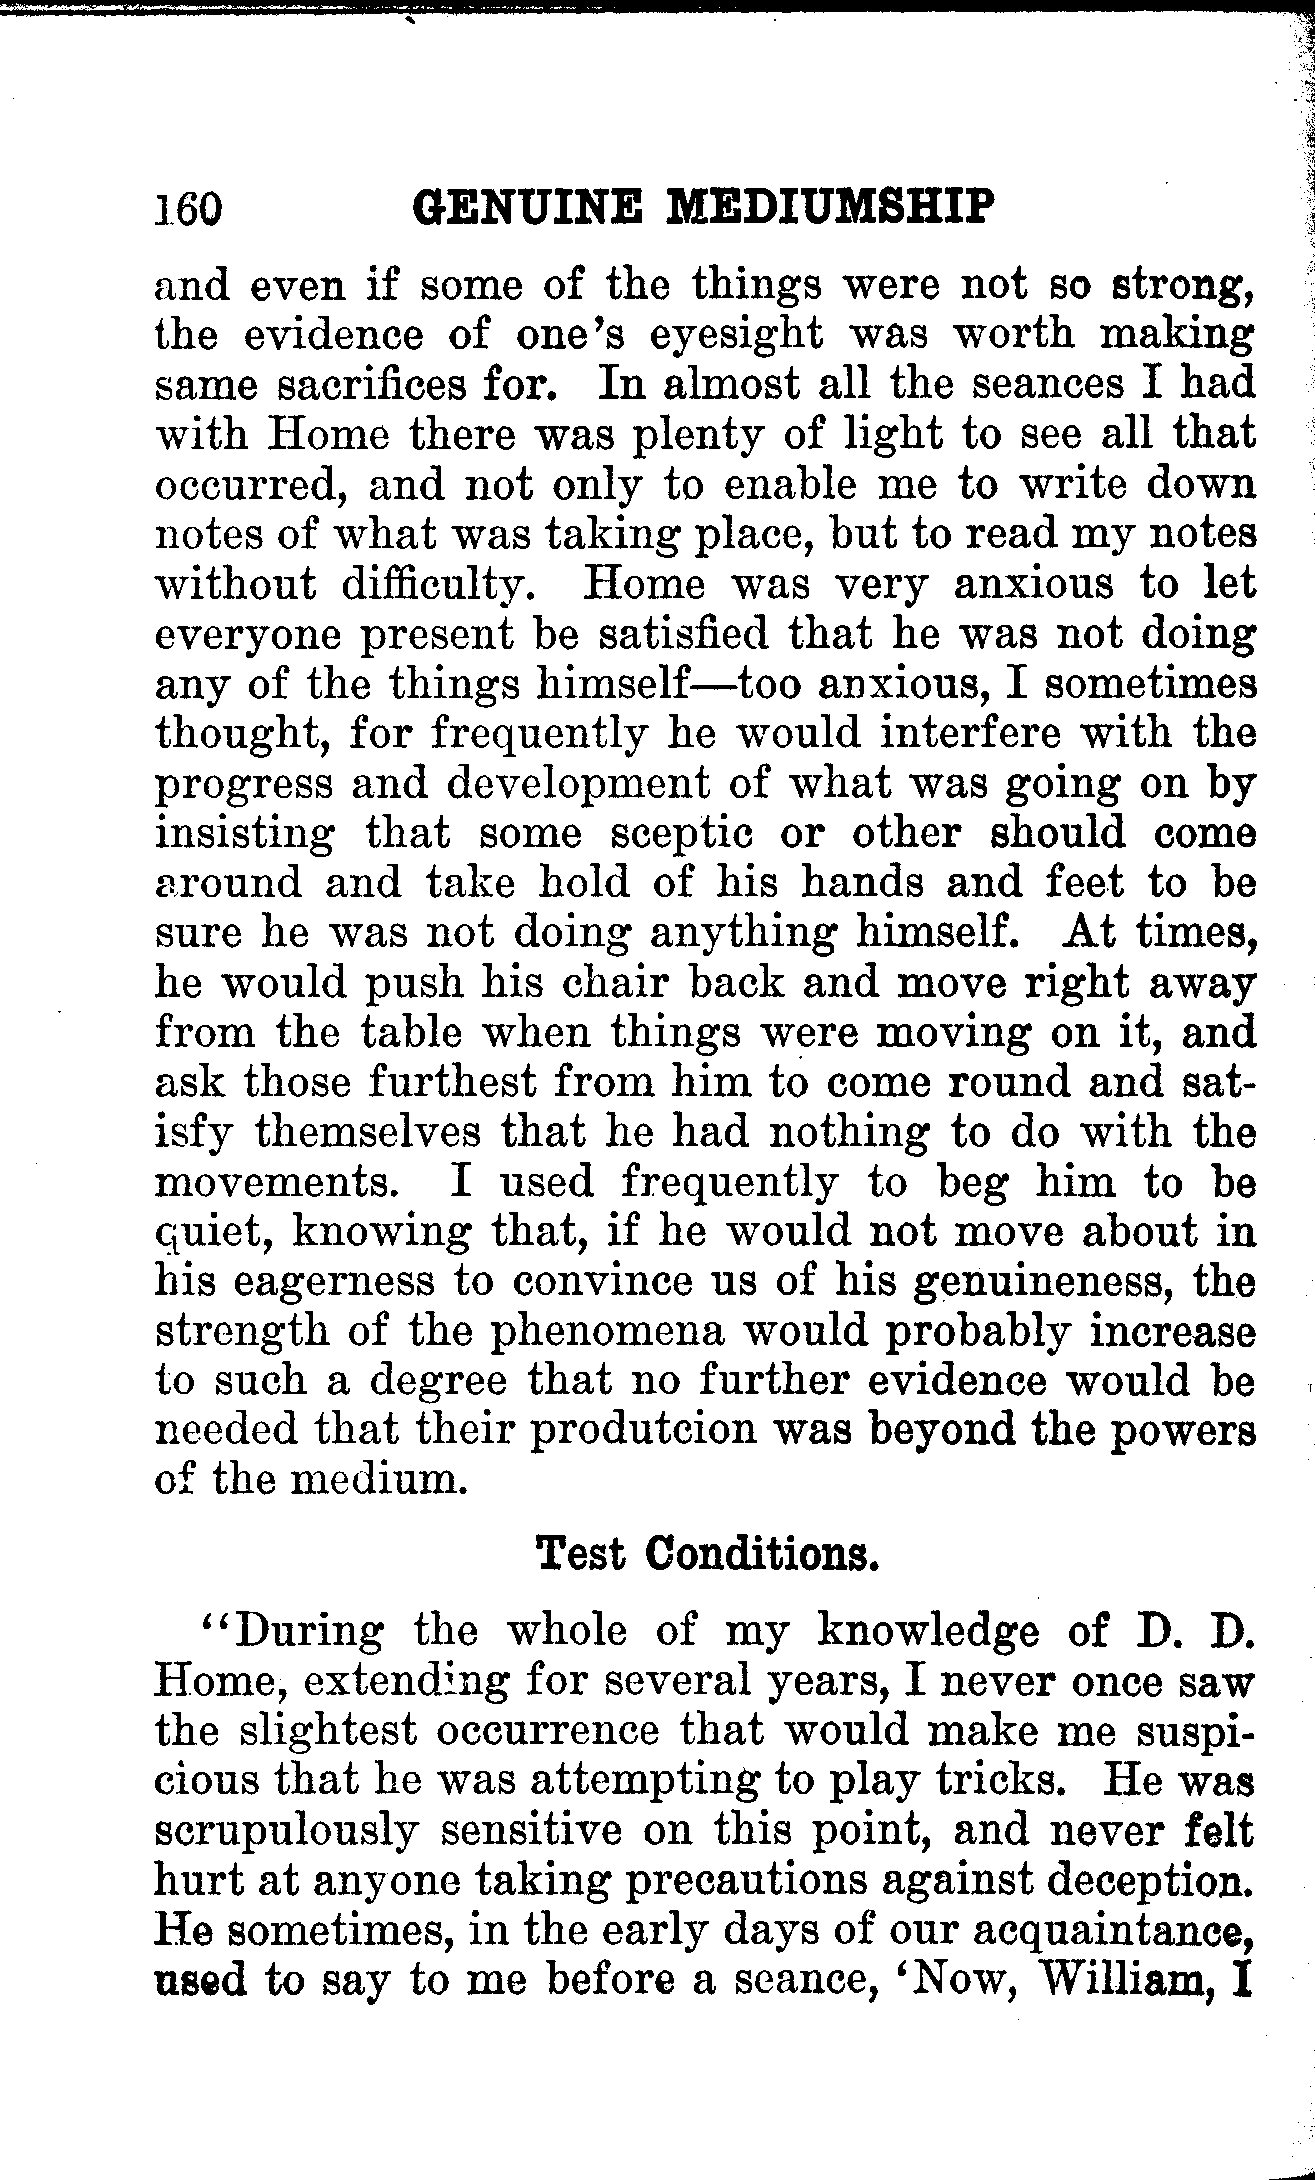 160 GENUINE MEDIUMSHIP
and even if some of the things were not so strong,
the evidence of one's eyesight was worth making
same sacrifices for. In almost all the seances I had
with Home there was plenty of light to see all that
occurred, and not only to enable me to write down
notes of what was taking place, but to read my notes
without difficulty. Home was very anxious to let
everyone present be satisfied that he was not doing
any of the things himself—too anxious, I sometimes
thought, for frequently he would interfere with the
progress and development of what was going on by
insisting that some sceptic or other should come
around and take hold of his hands and feet to be
sure he was not doing anything himself. At times,
he would push his chair back and move right away
from the table when things were moving on it, and
ask those furthest from him to come round and sat-
isfy themselves that he had nothing to do with the
movements. I used frequently to beg him to be
quiet, knowing that, if he would not move about in
his eagerness to convince us of his genuineness, the
strength of the phenomena would probably increase
to such a degree that no further evidence would be
needed that their produtcion was beyond the powers
of the medium.
Test Conditions.
"During the whole of my knowledge of D. D.
Home, extending for several years, I never once saw
the slightest occurrence that would make me suspi-
cious that he was attempting to play tricks. He was
scrupulously sensitive on this point, and never felt
hurt at anyone taking precautions against deception.
He sometimes, in the early days of our acquaintance,
used to say to me before a seance, 'Now, William, I